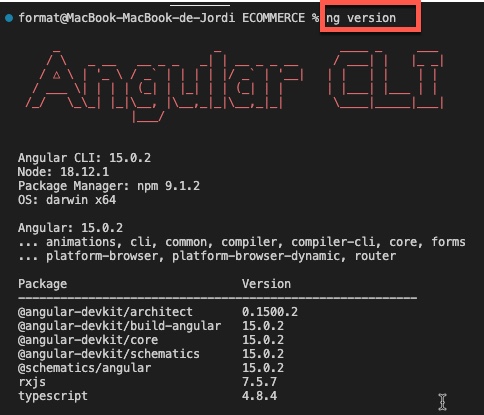 format@MacBook-MacBook-de-Jordi ECOMMERCE % ng version
Angular CLI
Angular CLI: 15.0.2
Node: 18.12.1
Package Manager: npm 9.1.2
OS: darwin x64
Angular: 15.0.2
... animations, cli, common, compiler, compiler-cli, core, forms
... platform-browser, platform-browser-dynamic, router
Package Version
------------------------------------------------------
@angular-devkit/architect 0.1500.2
@angular-devkit/build-angular 15.0.2
@angular-devkit/core 15.0.2
@angular-devkit/schematics 15.0.2
@schematics/angular 15.0.2
rxjs 7.5.7
typescript 4.8.4